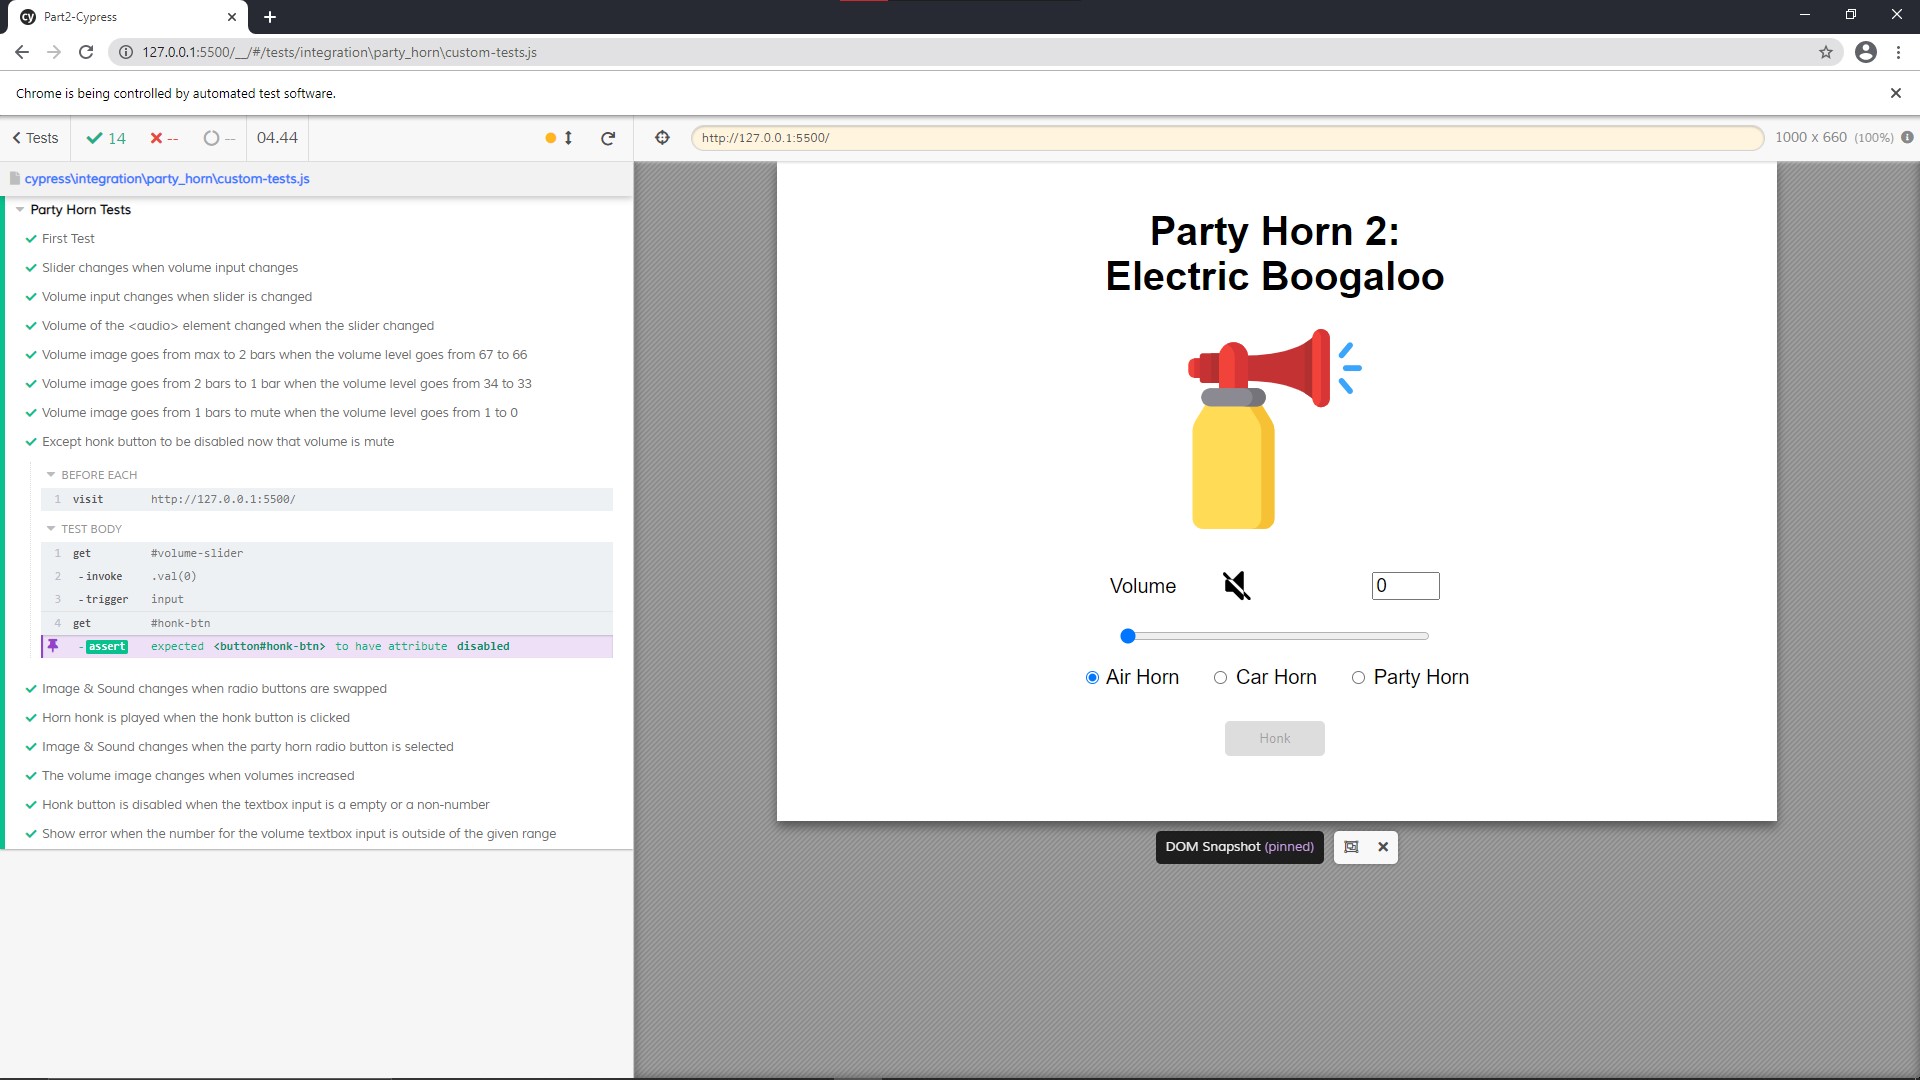 Part2-Cypress
127.0.0.1:5500/__/#/tests/integration\party_horn\custom-tests.js
Chrome is being controlled by automated test software.
Tests 14 -- -- 04.44
http://127.0.0.1:5500/ 1000 x 660 (100%)
cypress\integration\party_horn\custom-tests.js
Party Horn Tests
First Test
Slider changes when volume input changes
Volume input changes when slider is changed
Volume of the <audio> element changed when the slider changed
Volume image goes from max to 2 bars when the volume level goes from 67 to 66
Volume image goes from 2 bars to 1 bar when the volume level goes from 34 to 33
Volume image goes from 1 bars to mute when the volume level goes from 1 to 0
Except honk button to be disabled now that volume is mute
BEFORE EACH
1 visit http://127.0.0.1:5500/
TEST BODY
1 get #volume-slider
2 -invoke .val(0)
3 -trigger input
4 get #honk-btn
-assert expected <button#honk-btn> to have attribute disabled
Image & Sound changes when radio buttons are swapped
Horn honk is played when the honk button is clicked
Image & Sound changes when the party horn radio button is selected
The volume image changes when volumes increased
Honk button is disabled when the textbox input is a empty or a non-number
Show error when the number for the volume textbox input is outside of the given range
Party Horn 2:
Electric Boogaloo
Volume 0
Air Horn Car Horn Party Horn
Honk
DOM Snapshot (pinned)